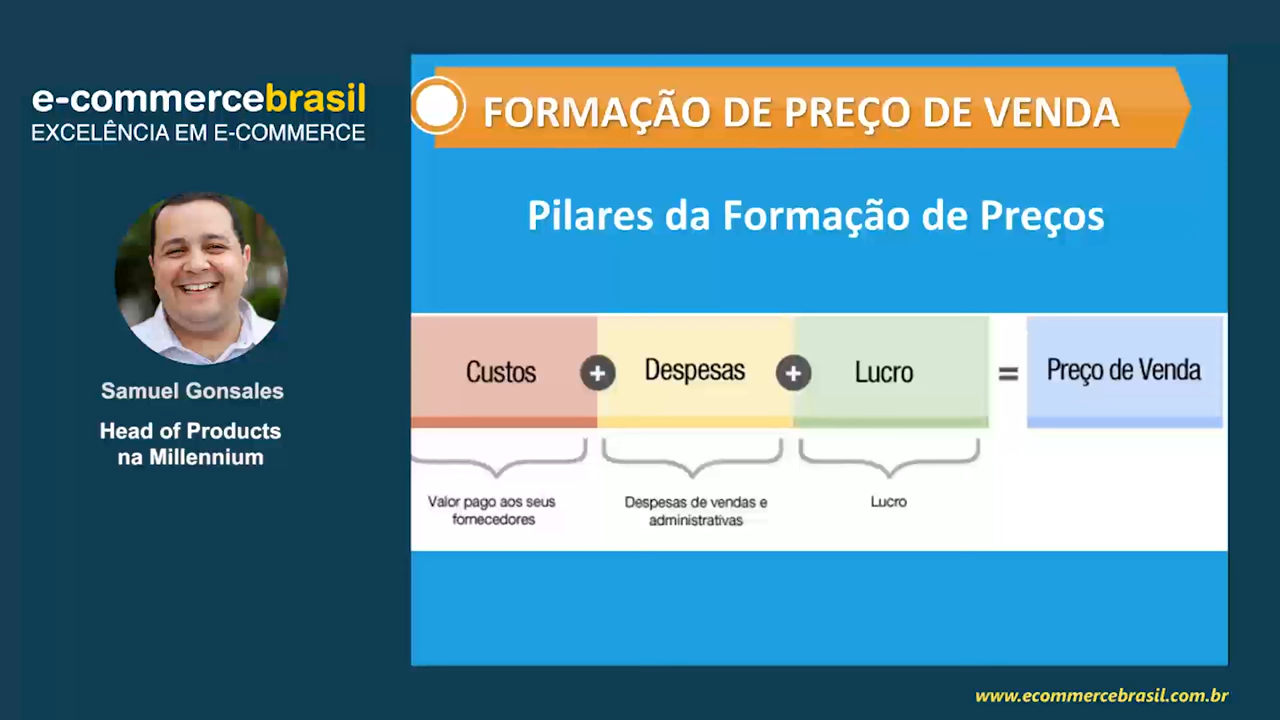 e-commercebrasil
EXCELÊNCIA EM E-COMMERCE
Samuel Gonsales
Head of Products
na Millennium
FORMAÇÃO DE PREÇO DE VENDA
Pilares da Formação de Preços
Custos + Despesas + Lucro = Preço de Venda
Valor pago aos seus
fornecedores
Despesas de vendas e
administrativas
Lucro
www.ecommercebrasil.com.br